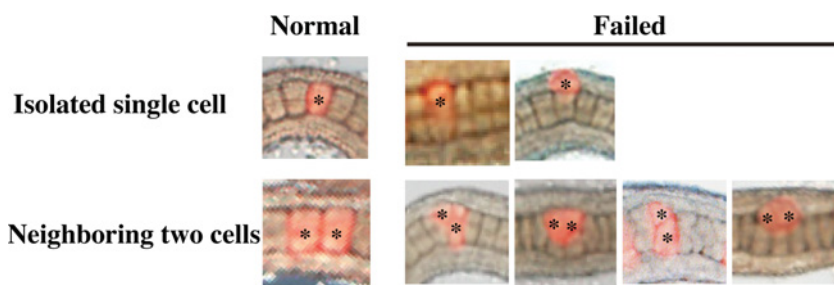 Normal
Failed
Isolated single cell
*
*
*
Neighboring two cells
* *
* *
* *
* *
* *